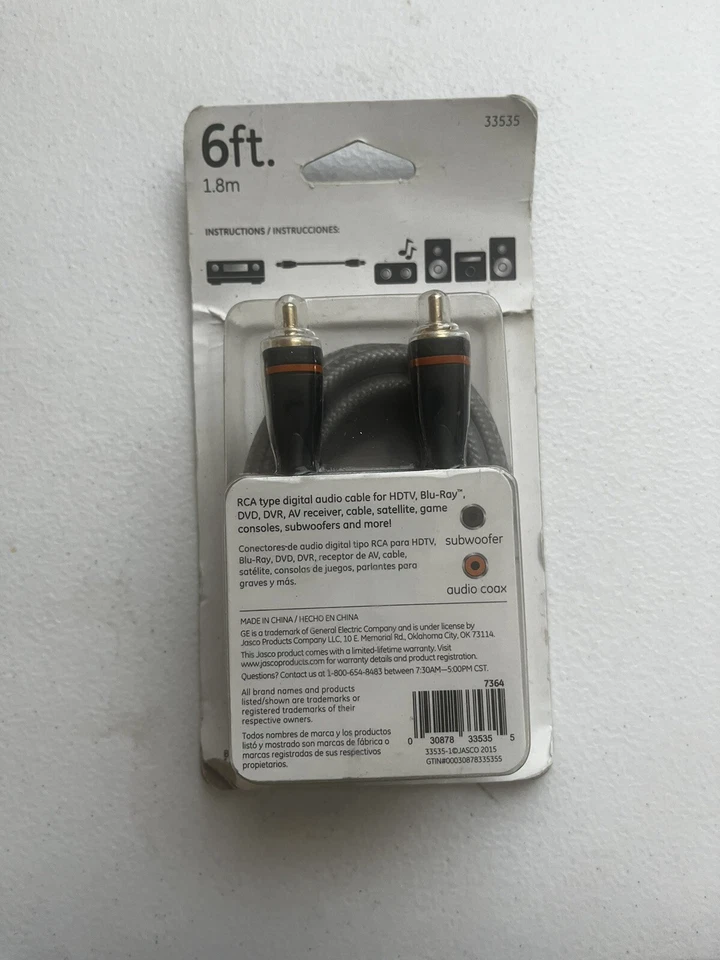 6ft.
33535
1.8m
INSTRUCTIONS / INSTRUCCIONES:
RCA type digital audio cable for HDTV, Blu-Ray™,
DVD, DVR, AV receiver, cable, satellite, game
consoles, subwoofers and more!
subwoofer
Conectores de audio digital tipo RCA para HDTV,
Blu-Ray, DVD, DVR, receptor de AV, cable,
satélite, consolas de juegos, parlantes para
graves y más.
audio coax
MADE IN CHINA / HECHO EN CHINA
GE is a trademark of General Electric Company and is under license by
Jasco Products Company LLC, 10 E. Memorial Rd., Oklahoma City, OK 73114.
This Jasco product comes with a limited-lifetime warranty. Visit
www.jascoproducts.com for warranty details and product registration.
Questions? Contact us at 1-800-654-8483 between 7:30AM—5:00PM CST.
All brand names and products
listed/shown are trademarks or
registered trademarks of their
respective owners.
Todos nombres de marca y los productos
listó y mostrado son marcas de fábrica o
marcas registradas de sus respectivos
propietarios.
7364
0 30878 33535 5
33535-1©JASCO 2015
GTIN#00030878335355